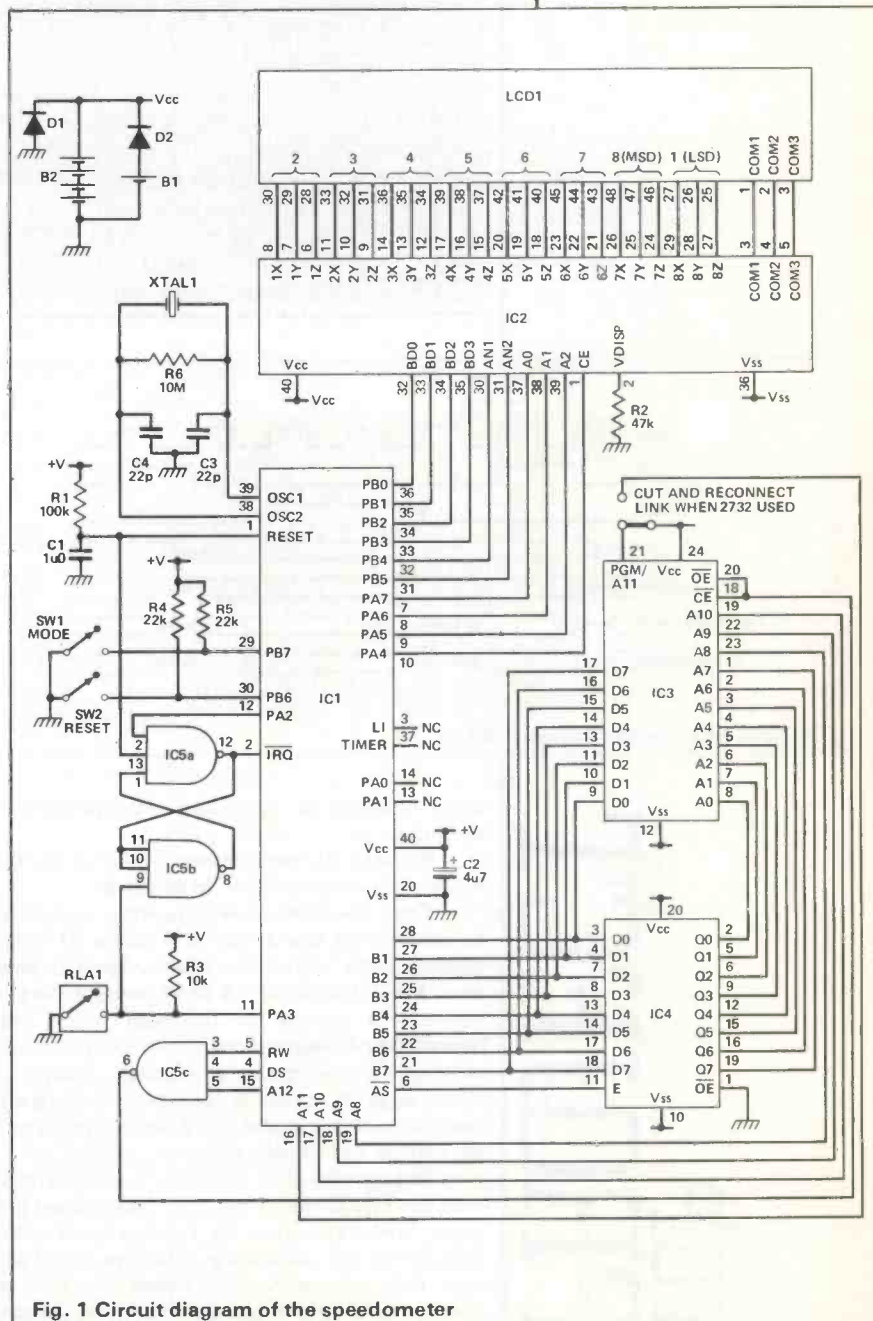 LCD1
Vcc
D1
D2
B2
B1
2 3 4 5 6 7 8(MSD) 1 (LSD)
COM1 COM2 COM3
30 29 28 33 32 31 36 35 34 39 38 37 42 41 40 45 44 43 48 47 46 27 26 25 1 2 3
8 7 6 11 10 9 14 13 12 17 16 15 20 19 18 23 22 21 26 25 24 29 28 27 3 4 5
1X 1Y 1Z 2X 2Y 2Z 3X 3Y 3Z 4X 4Y 4Z 5X 5Y 5Z 6X 6Y 6Z 7X 7Y 7Z 8X 8Y 8Z COM1 COM2 COM3
IC2
XTAL1
R6
10M
C4
22p
C3
22p
Vcc
40
Vcc
BD0 BD1 BD2 BD3 AN1 AN2 A0 A1 A2 CE VDISP
32 33 34 35 30 31 37 38 39 1 2
Vss
36
Vss
R2
47k
+V
R1
100k
C1
1u0
39 OSC1
38 OSC2
1 RESET
R4
22k
R5
22k
SW1
MODE
29 PB7
SW2
RESET
30 PB6
12 PA2
IC1
PB0 36
PB1 35
PB2 34
PB3 33
PB4 32
PB5 31
PA7 7
PA6 8
PA5 9
PA4 10
CUT AND RECONNECT
LINK WHEN 2732 USED
21
24
PGM/
A11
Vcc
OE 20
CE 18
A10 19
A9 22
A8 23
A7 1
A6 2
A5 3
A4 4
A3 5
A2 6
A1 7
A0 8
IC3
17 D7
16 D6
15 D5
14 D4
13 D3
11 D2
10 D1
9 D0
Vss
12
IC5a
2
13
1
12
2 IRQ
LI 3 NC
TIMER 37 NC
PA0 14 NC
PA1 13 NC
IC5b
11
10
9
8
Vcc 40
+V
C2
4u7
Vss 20
+V
R3
10k
RLA1
11 PA3
28
B1 27
B2 26
B3 25
B4 24
B5 23
B6 22
B7 21
AS 6
20
Vcc
3 D0 Q0 2
4 D1 Q1 5
7 D2 Q2 6
8 D3 Q3 9
13 D4 Q4 12
14 D5 Q5 15
17 D6 Q6 16
18 D7 Q7 19
11 E OE 1
IC4
Vss
10
IC5c
6
3 5 RW
4 4 DS
5 15 A12
A11 A10 A9 A8
16 17 18 19
Fig. 1 Circuit diagram of the speedometer